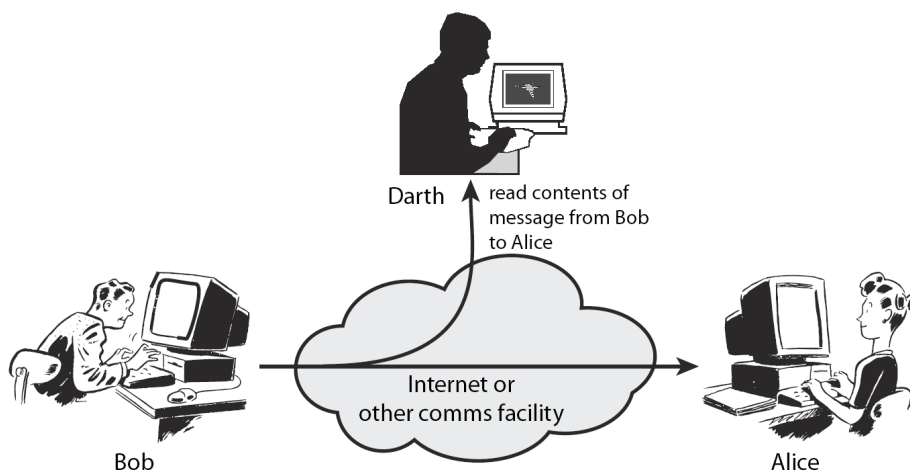 Darth
read contents of
message from Bob
to Alice
Internet or
other comms facility
Bob
Alice